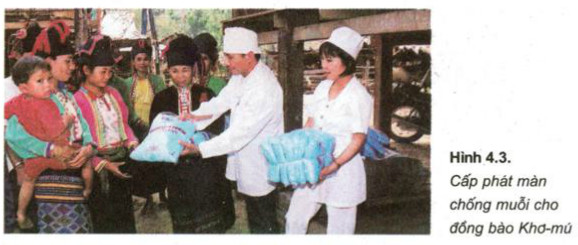 Hình 4.3.
Cấp phát màn
chống muỗi cho
đồng bào Khơ-mú